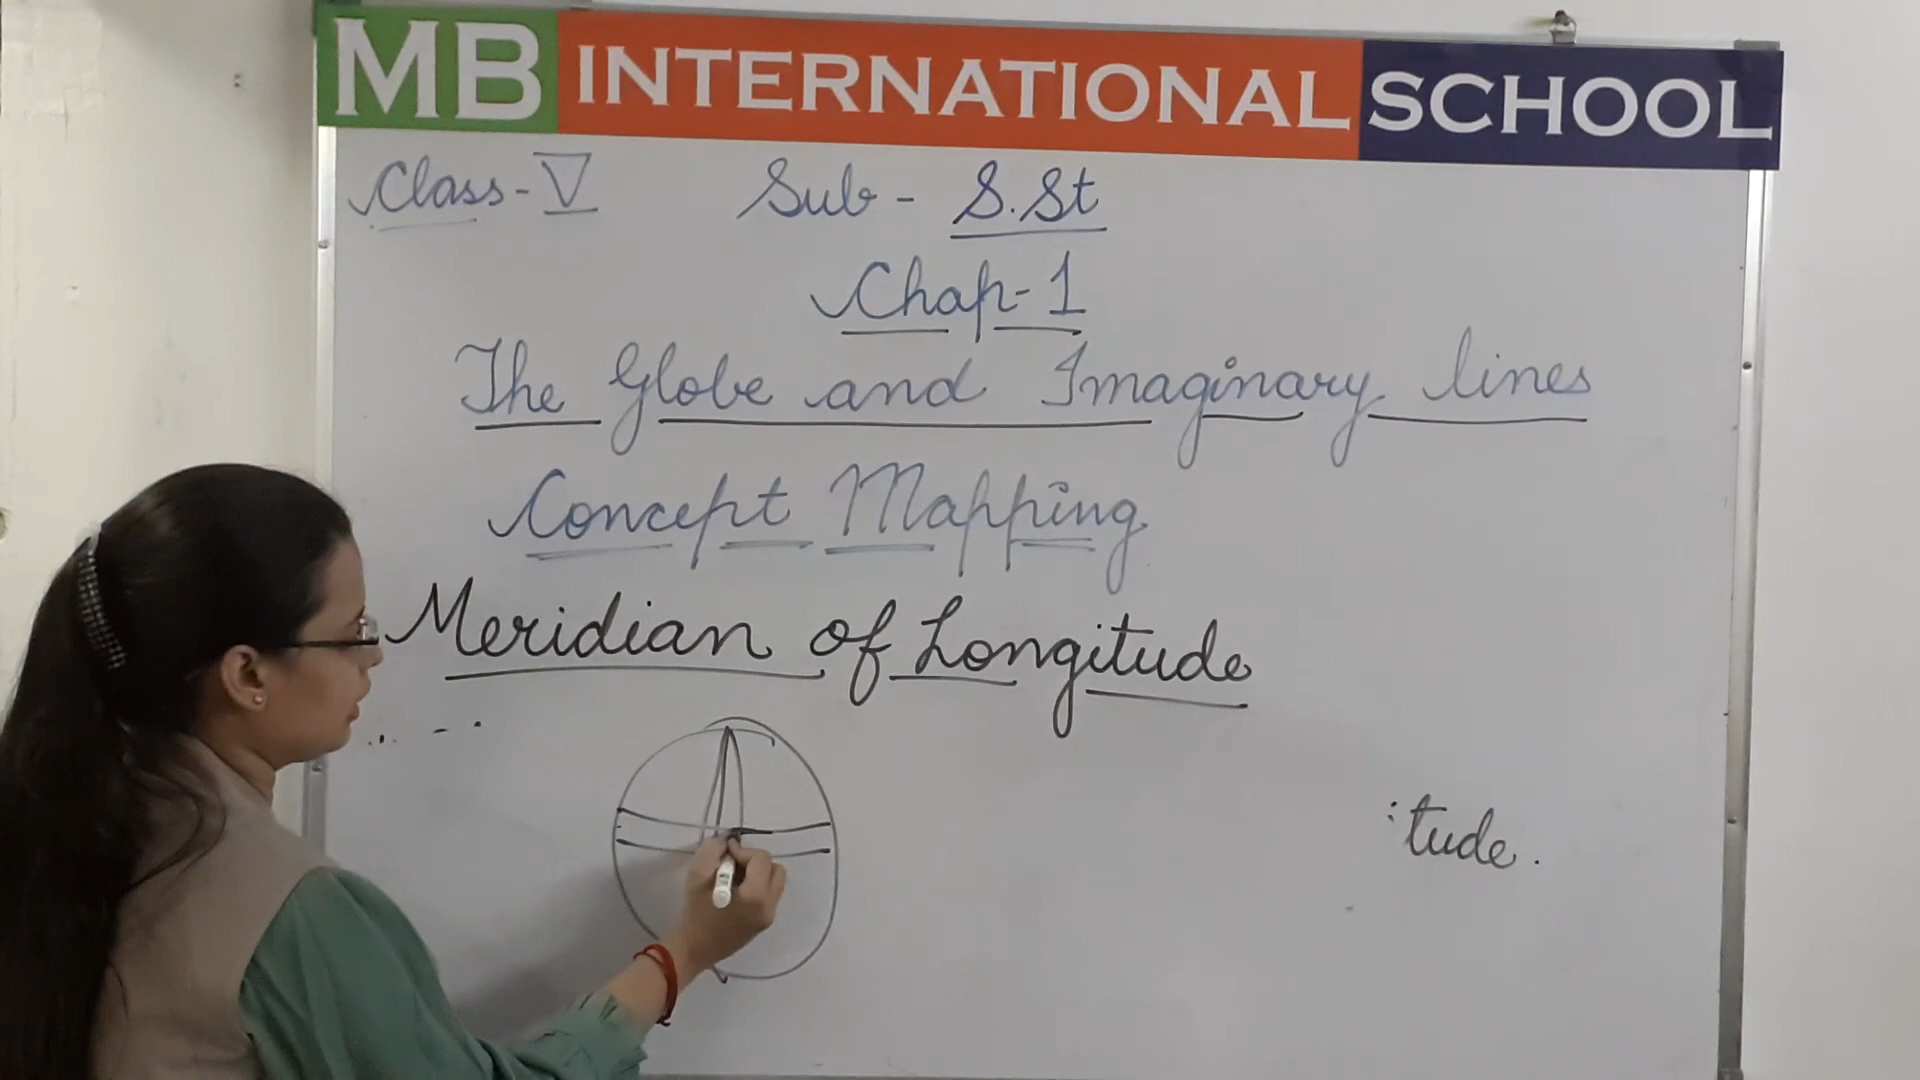 MB INTERNATIONAL SCHOOL
Class - V Sub - S.St
Chap - 1
The Globe and Imaginary lines
Concept Mapping
Meridian of Longitude
tude.